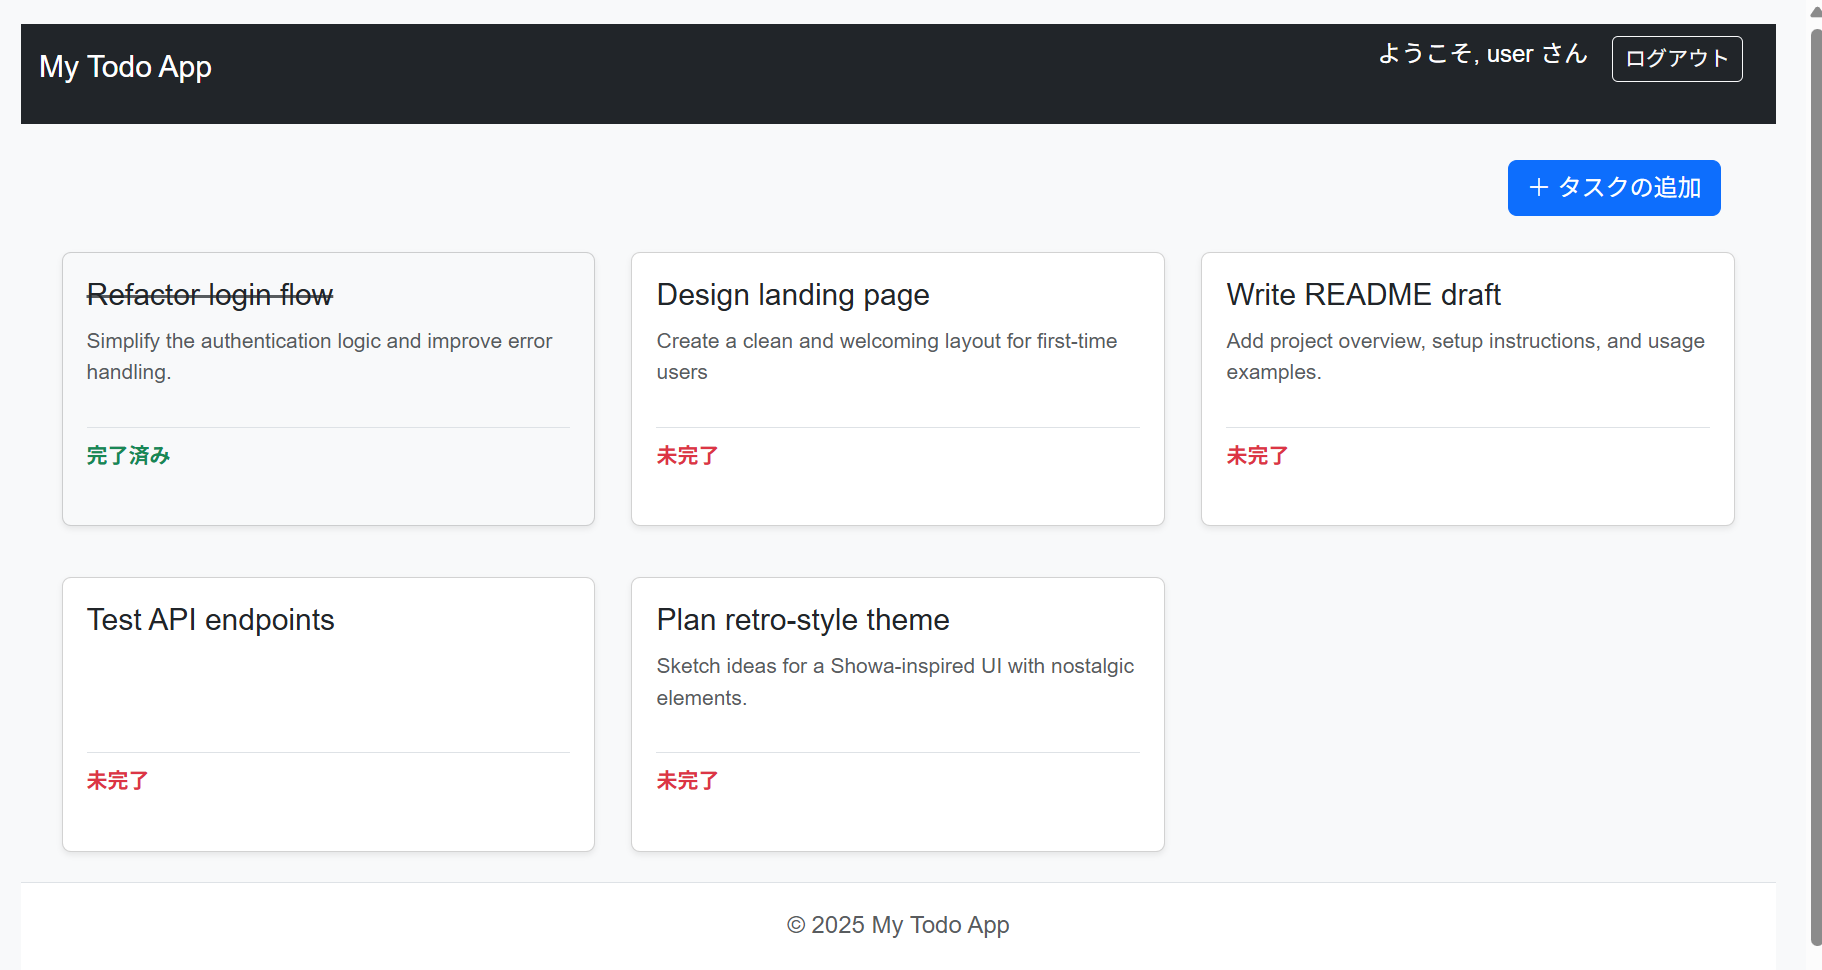 My Todo App
ようこそ, user さん
ログアウト
+ タスクの追加
Refactor login flow
Simplify the authentication logic and improve error
handling.
完了済み
Design landing page
Create a clean and welcoming layout for first-time
users
未完了
Write README draft
Add project overview, setup instructions, and usage
examples.
未完了
Test API endpoints
未完了
Plan retro-style theme
Sketch ideas for a Showa-inspired UI with nostalgic
elements.
未完了
© 2025 My Todo App